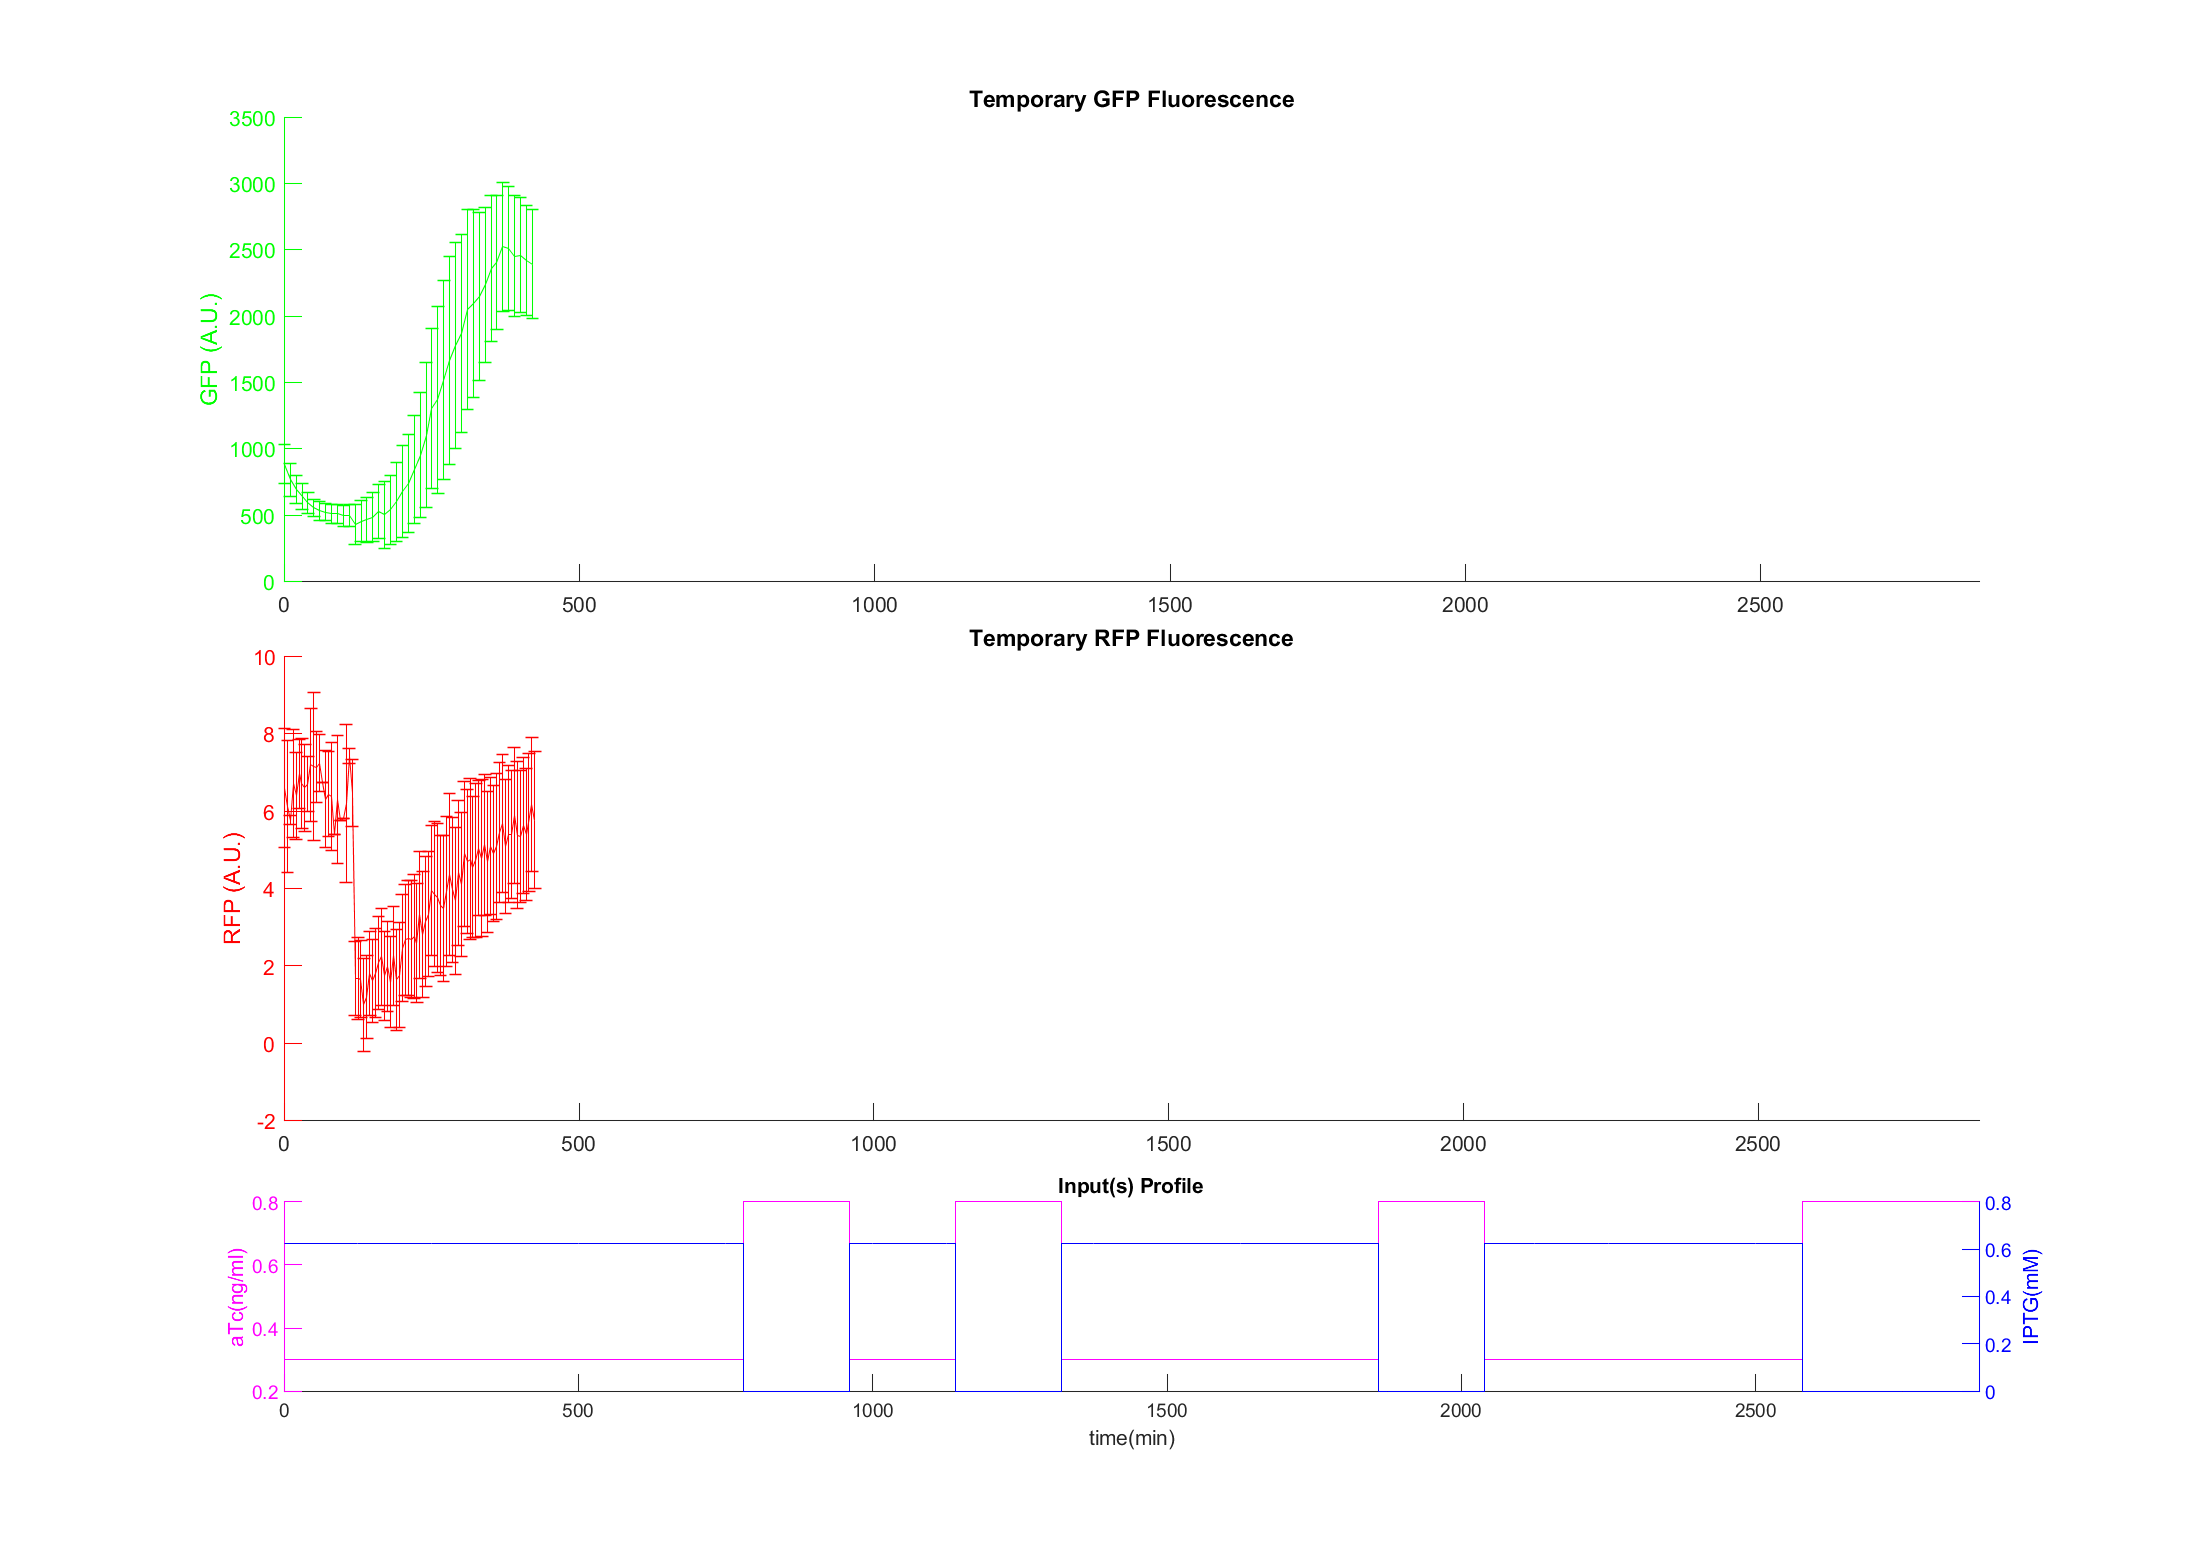 Temporary GFP Fluorescence
3500
3000
2500
2000
1500
1000
500
0
GFP (A.U.)
0 500 1000 1500 2000 2500
Temporary RFP Fluorescence
10
8
6
4
2
0
-2
RFP (A.U.)
0 500 1000 1500 2000 2500
Input(s) Profile
0.8
0.6
0.4
0.2
aTc(ng/ml)
0.8
0.6
0.4
0.2
0
IPTG(mM)
0 500 1000 1500 2000 2500
time(min)